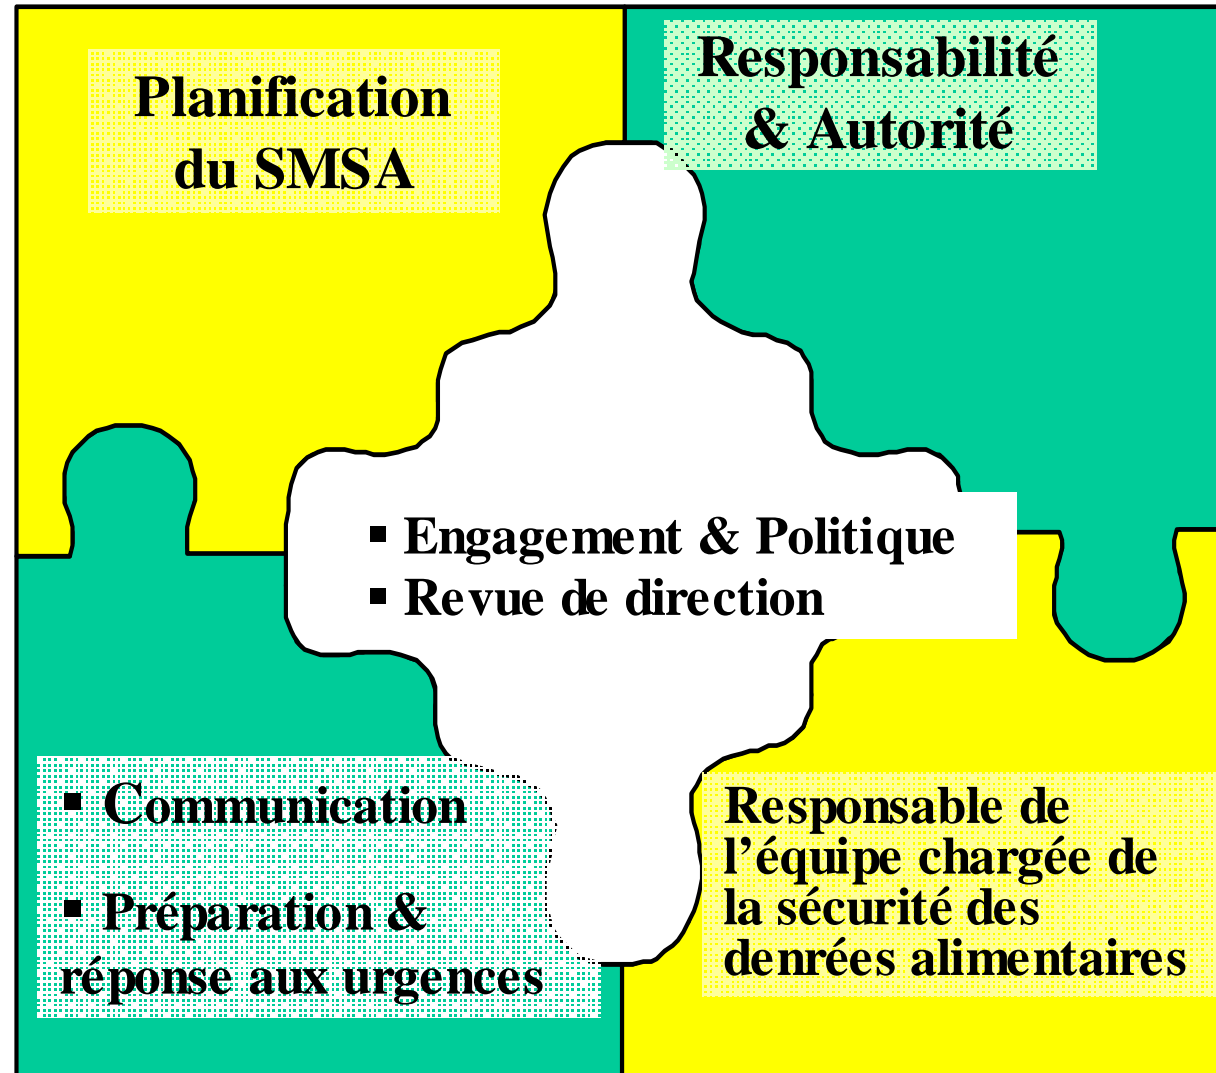 Planification
du SMSA
Responsabilité
& Autorité
▪ Engagement & Politique
▪ Revue de direction
▪ Communication
▪ Préparation &
réponse aux urgences
Responsable de
l’équipe chargée de
la sécurité des
denrées alimentaires